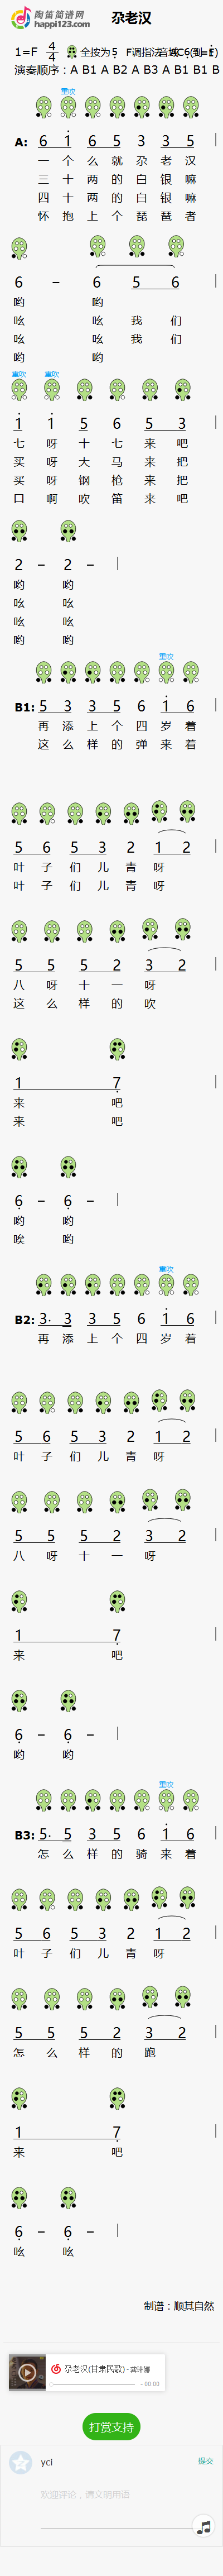 陶笛简谱网
happi123.com
尕老汉
1=F 4/4 全按为5 F调指法
演奏顺序：A B1 A B2 A B3 A B1 B1 B
重吹
A: 6 1 6 5 3 3 5
一 个 么 就 尕 老 汉
三 十 两 的 白 银 嘛
四 十 两 的 白 银 嘛
怀 抱 上 个 琵 琶 者
6 – 6 5 6
哟 哟
吆 吆 我 们
吆 吆 我 们
哟 哟
重吹 重吹
1 1 5 6 5 3
七 呀 十 七 来 吧
买 呀 大 马 来 把
买 呀 钢 枪 来 把
口 啊 吹 笛 来 吧
2 – 2 –
哟 哟
吆 吆
吆 吆
哟 哟
重吹
B1: 5 3 3 5 6 1 6
再 添 上 个 四 岁 着
这 么 样 的 弹 来 着
5 6 5 3 2 1 2
叶 子 们 儿 青 呀
叶 子 们 儿 青 呀
5 5 5 2 3 2
八 呀 十 一 呀
这 么 样 的 吹
1 7
来 吧
来 吧
6 – 6 –
哟 哟
唉 哟
重吹
B2: 3· 3 3 5 6 1 6
再 添 上 个 四 岁 着
5 6 5 3 2 1 2
叶 子 们 儿 青 呀
5 5 5 2 3 2
八 呀 十 一 呀
1 7
来 吧
6 – 6 –
哟 哟
重吹
B3: 5· 5 3 5 6 1 6
怎 么 样 的 骑 来 着
5 6 5 3 2 1 2
叶 子 们 儿 青 呀
5 5 5 2 3 2
怎 么 样 的 跑
1 7
来 吧
6 – 6 –
吆 吆
制谱：顺其自然
尕老汉(甘肃民歌) - 龚琳娜
- 00:00
打赏支持
yci
提交
欢迎评论，请文明用语